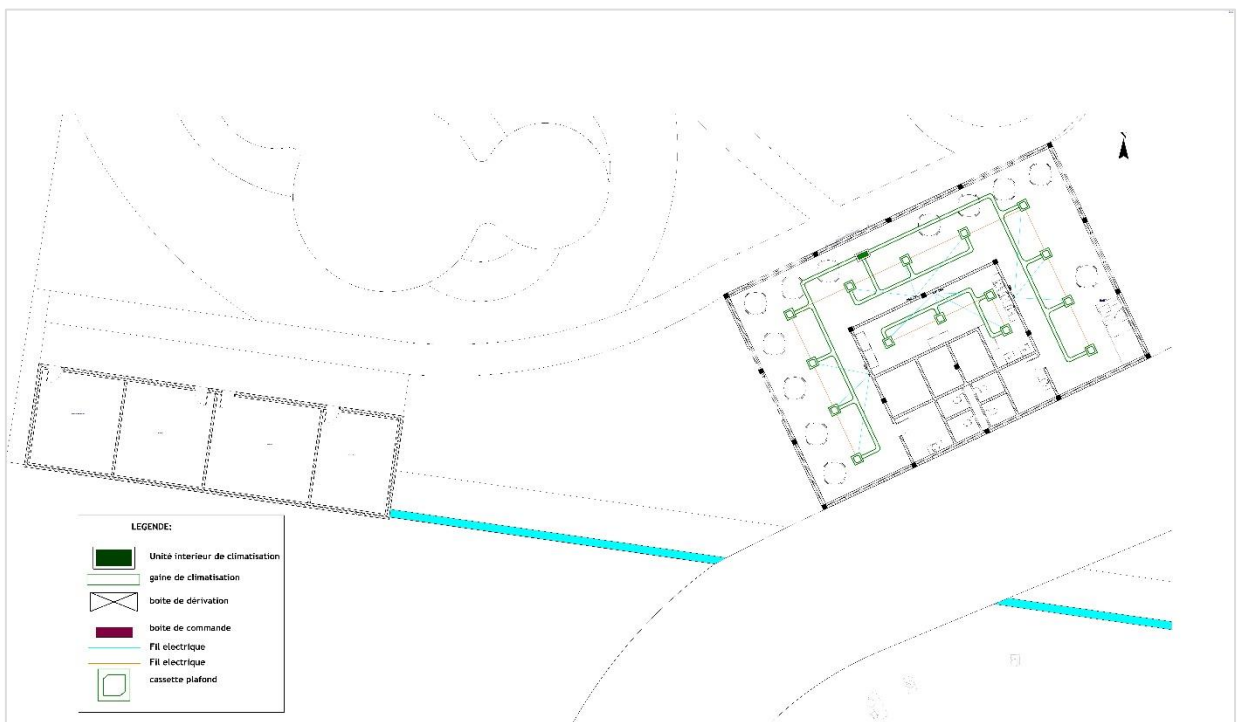 N
LEGENDE:
Unité interieur de climatisation
gaine de climatisation
boite de dérivation
boite de commande
Fil electrique
Fil electrique
cassette plafond